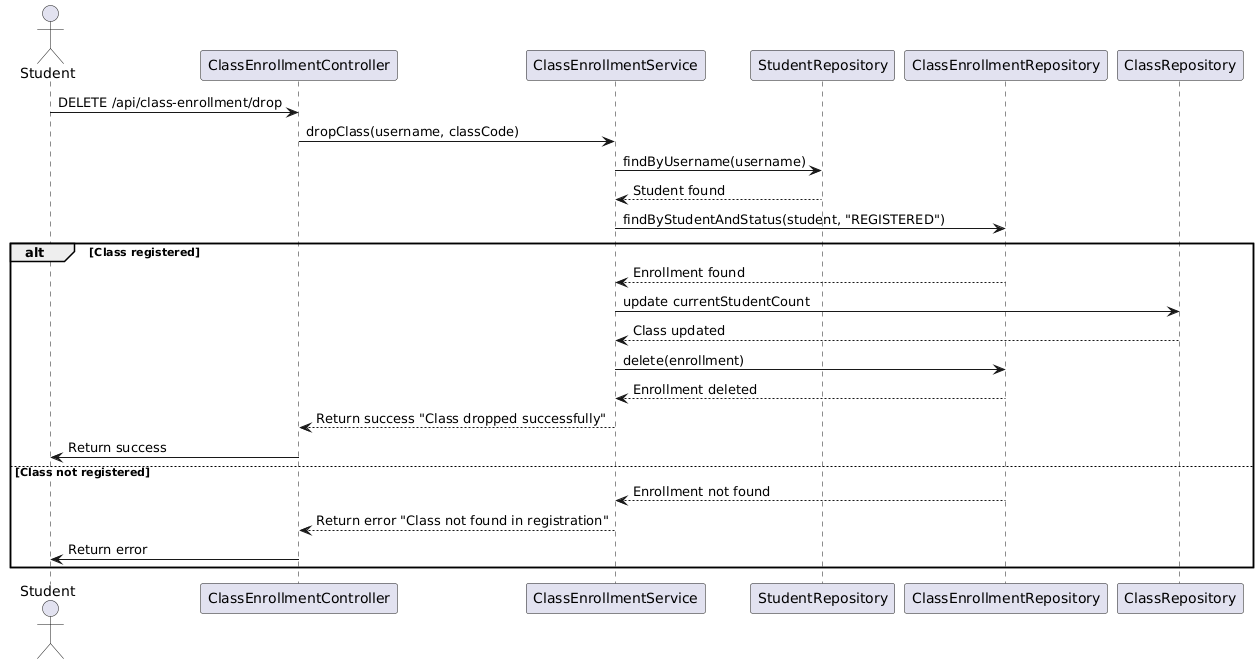 Student
ClassEnrollmentController
ClassEnrollmentService
StudentRepository
ClassEnrollmentRepository
ClassRepository
DELETE /api/class-enrollment/drop
dropClass(username, classCode)
findByUsername(username)
Student found
findByStudentAndStatus(student, "REGISTERED")
alt [Class registered]
Enrollment found
update currentStudentCount
Class updated
delete(enrollment)
Enrollment deleted
Return success "Class dropped successfully"
Return success
[Class not registered]
Enrollment not found
Return error "Class not found in registration"
Return error
Student
ClassEnrollmentController
ClassEnrollmentService
StudentRepository
ClassEnrollmentRepository
ClassRepository